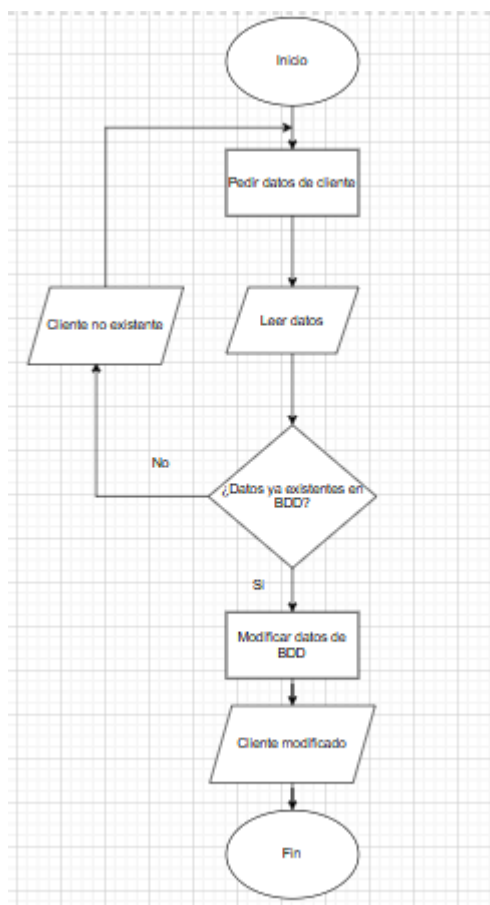 Inicio
Pedir datos de cliente
Cliente no existente
Leer datos
No
¿Datos ya existentes en
BDD?
Si
Modificar datos de
BDD
Cliente modificado
Fin